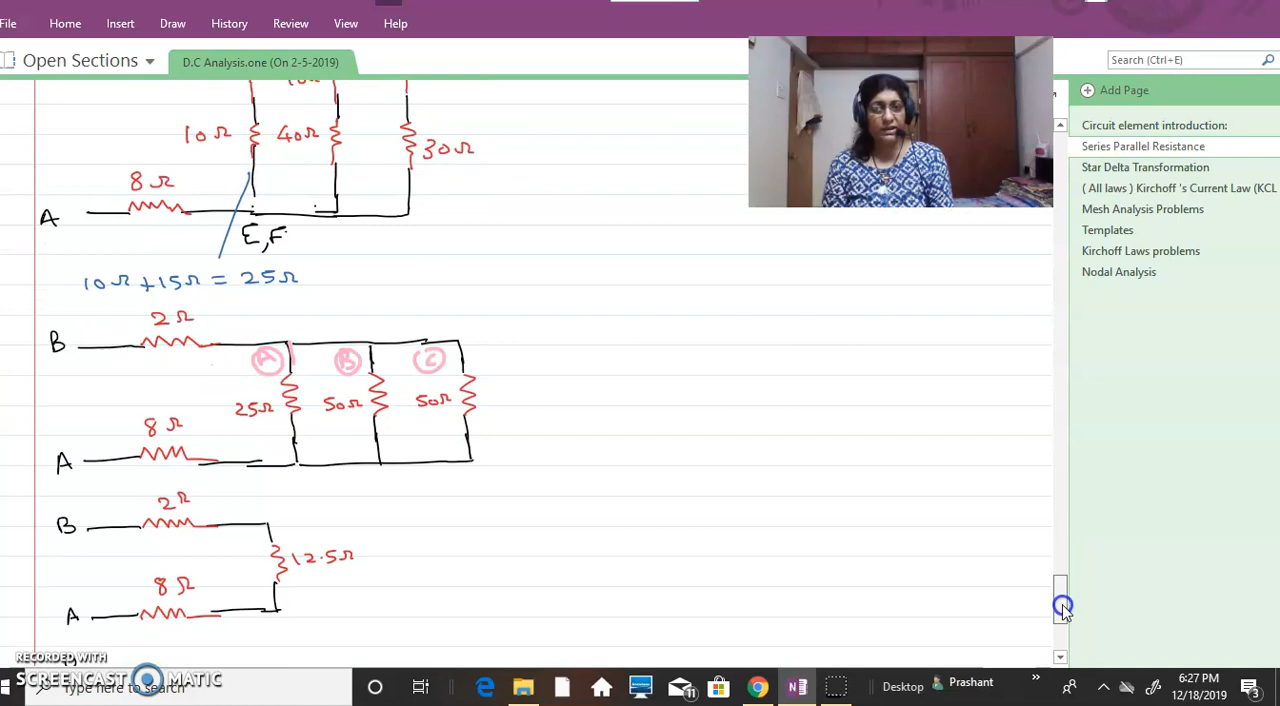 File Home Insert Draw History Review View Help
Open Sections
D.C Analysis.one (On 2-5-2019)
Search (Ctrl+E)
Add Page
Circuit element introduction:
Series Parallel Resistance
Star Delta Transformation
( All laws ) Kirchoff 's Current Law (KCL
Mesh Analysis Problems
Templates
Kirchoff Laws problems
Nodal Analysis
10Ω 40Ω 30Ω
8Ω
A
E,F
10Ω +15Ω = 25Ω
2Ω
B
A B C
25Ω 50Ω 50Ω
8Ω
A
2Ω
B
12.5Ω
8Ω
A
RECORDED WITH
SCREENCAST MATIC
Type here to search
11
Desktop
Prashant
»
6:27 PM
12/18/2019
3